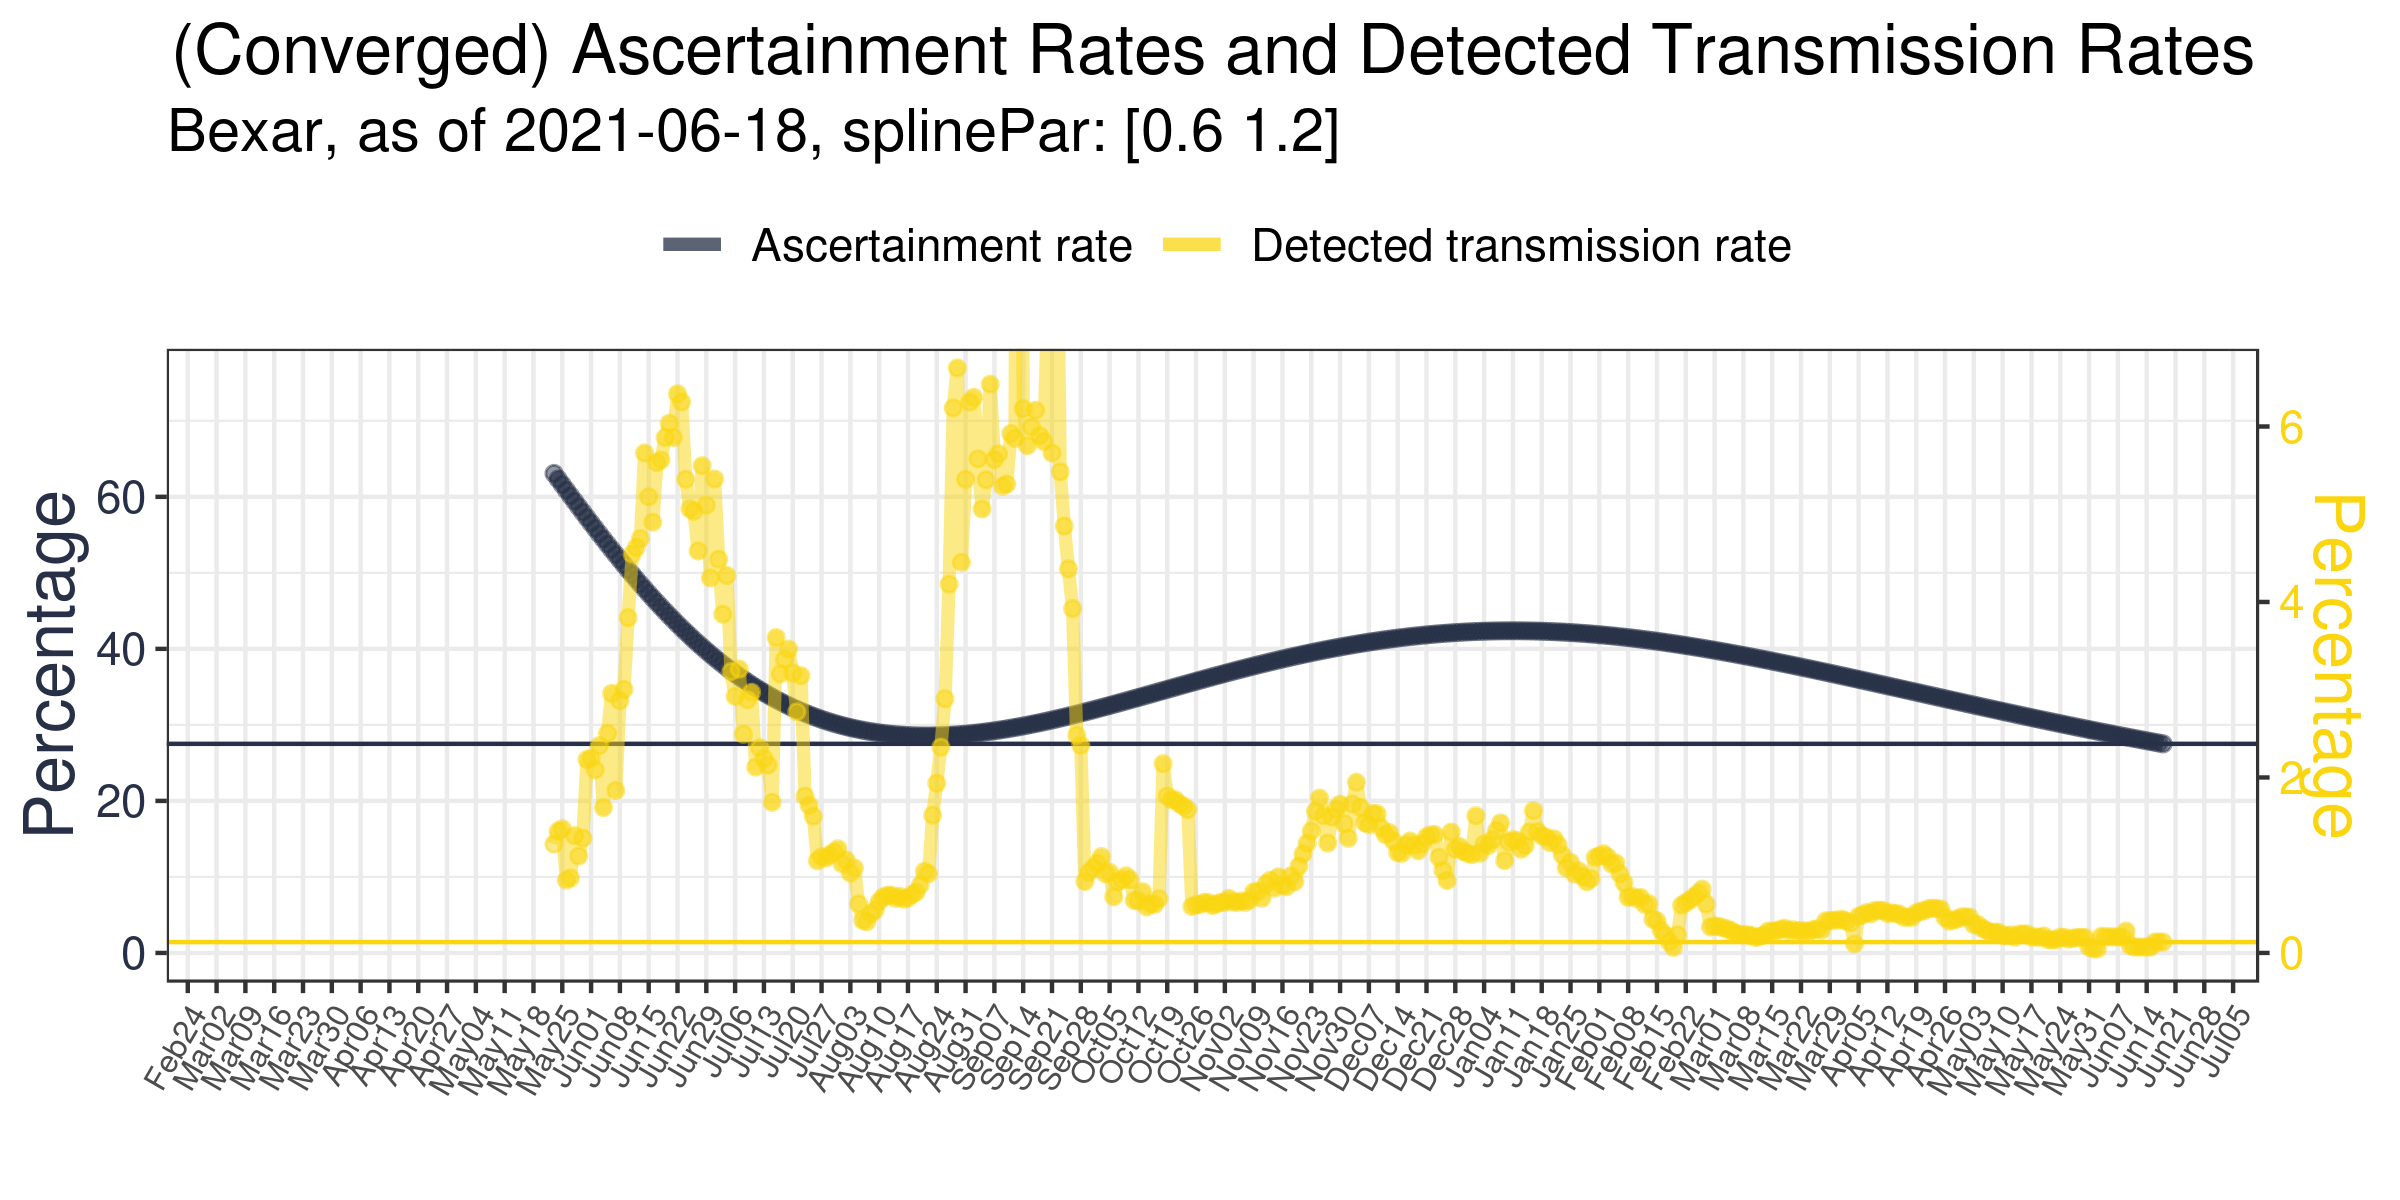 (Converged) Ascertainment Rates and Detected Transmission Rates
Bexar, as of 2021-06-18, splinePar: [0.6 1.2]
Ascertainment rate Detected transmission rate
Percentage
60
40
20
0
6
4
2
0
Percentage
Feb24
Mar02
Mar09
Mar16
Mar23
Mar30
Apr06
Apr13
Apr20
Apr27
May04
May11
May18
May25
Jun01
Jun08
Jun15
Jun22
Jun29
Jul06
Jul13
Jul20
Jul27
Aug03
Aug10
Aug17
Aug24
Aug31
Sep07
Sep14
Sep21
Sep28
Oct05
Oct12
Oct19
Oct26
Nov02
Nov09
Nov16
Nov23
Nov30
Dec07
Dec14
Dec21
Dec28
Jan04
Jan11
Jan18
Jan25
Feb01
Feb08
Feb15
Feb22
Mar01
Mar08
Mar15
Mar22
Mar29
Apr05
Apr12
Apr19
Apr26
May03
May10
May17
May24
May31
Jun07
Jun14
Jun21
Jun28
Jul05